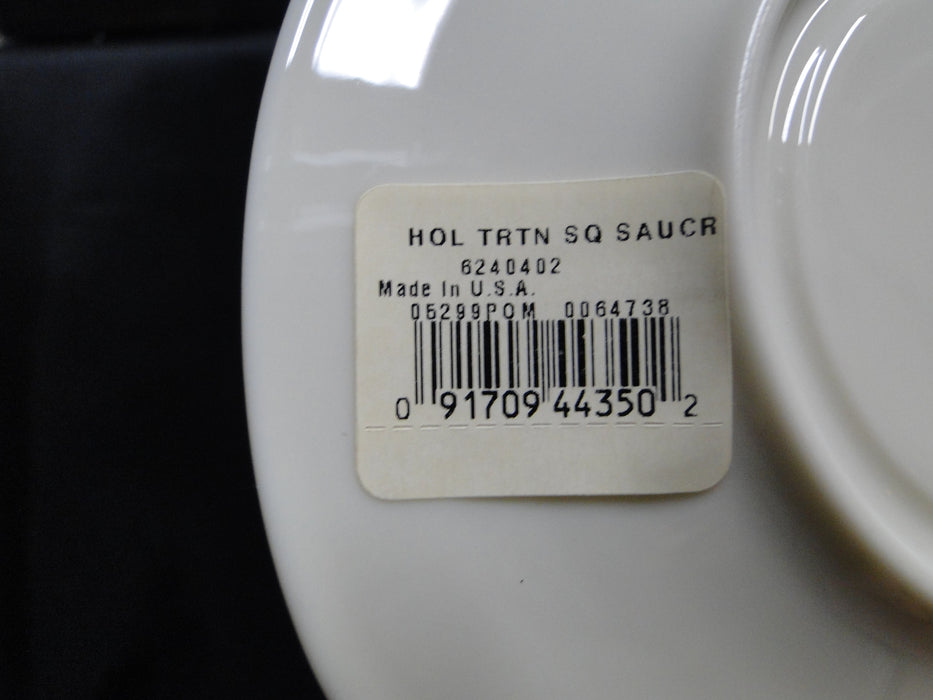 HOL TRTN SQ SAUCR
6240402
Made In U.S.A.
05299POM 0064738
0 91709 44350 2